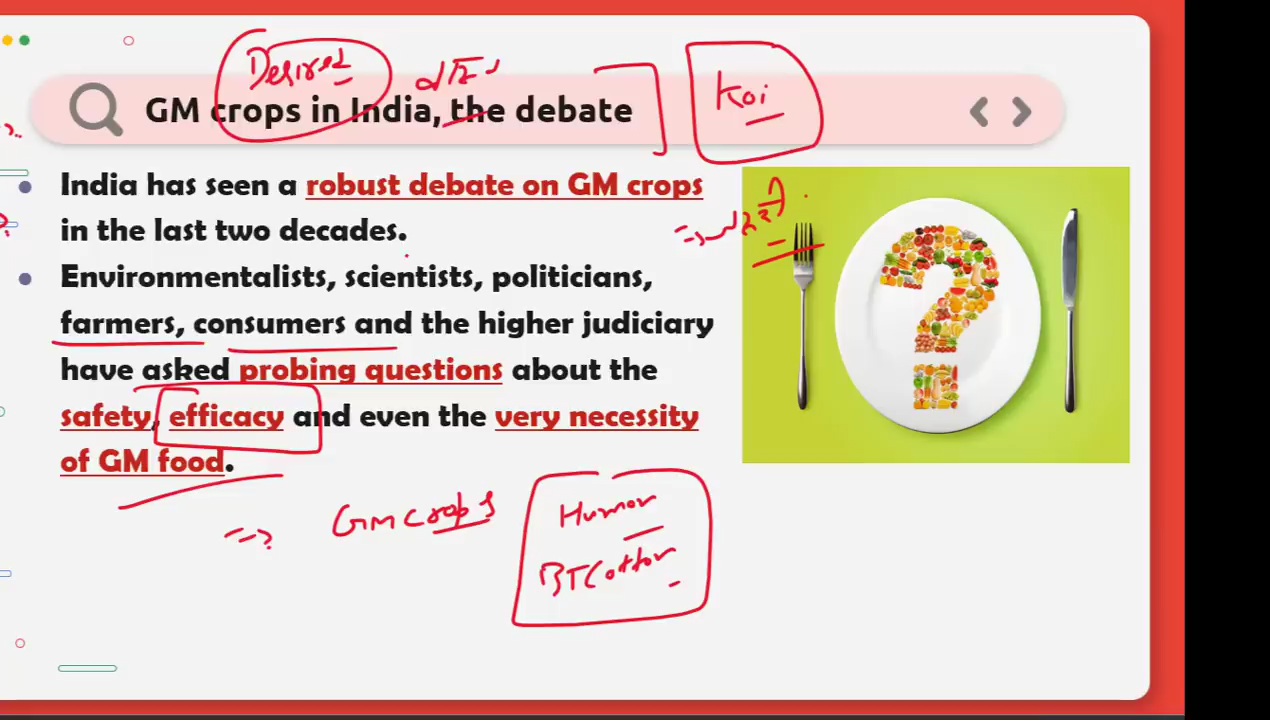 Desired
Koi
GM crops in India, the debate
India has seen a robust debate on GM crops
in the last two decades.
Environmentalists, scientists, politicians,
farmers, consumers and the higher judiciary
have asked probing questions about the
safety, efficacy and even the very necessity
of GM food.
GM crops
Human
BT Cotton